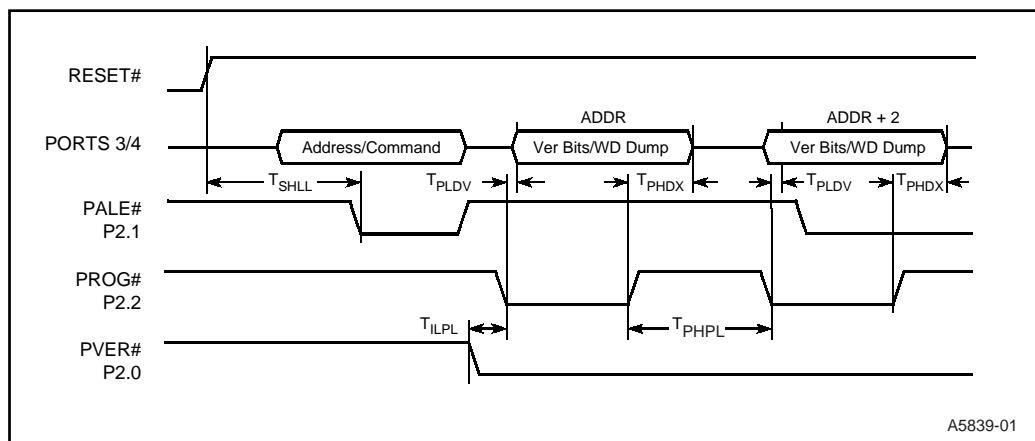 RESET#
ADDR
ADDR + 2
PORTS 3/4
Address/Command
Ver Bits/WD Dump
Ver Bits/WD Dump
TSHLL
TPLDV
TPHDX
TPLDV
TPHDX
PALE#
P2.1
PROG#
P2.2
TILPL
TPHPL
PVER#
P2.0
A5839-01